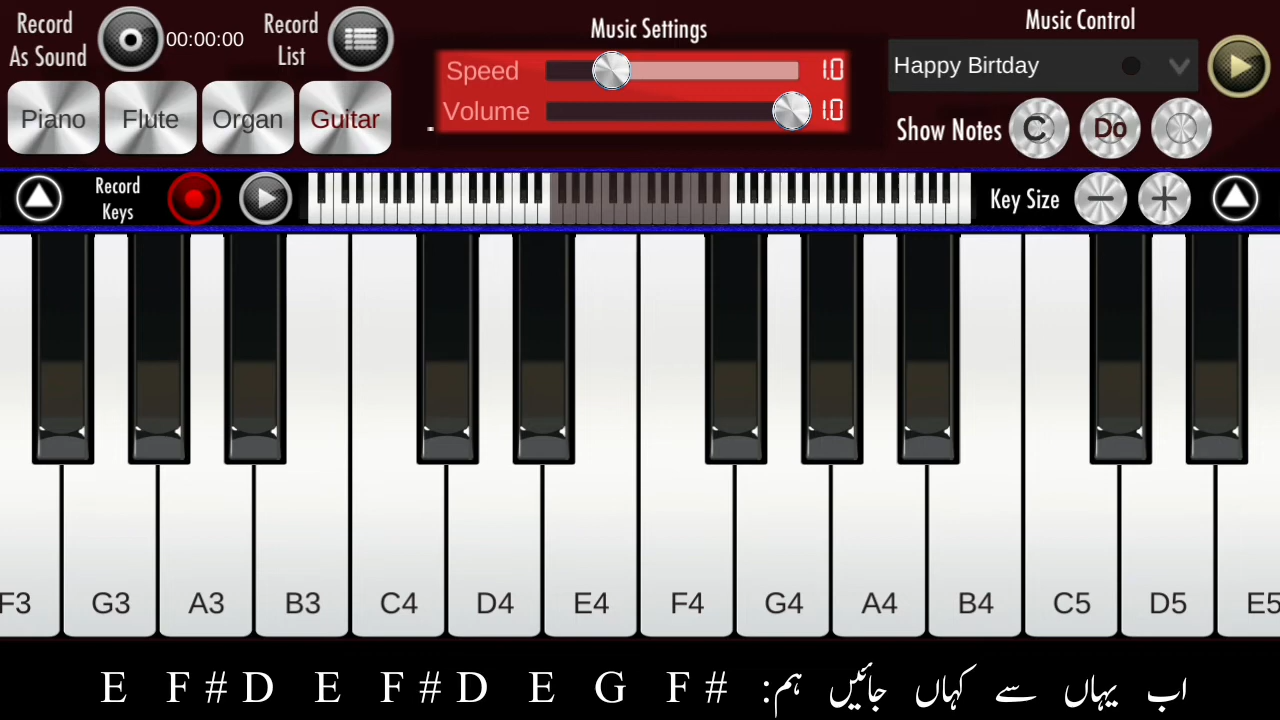 Record
As Sound
00:00:00
Record
List
Music Settings
Speed
1.0
Volume
1.0
Music Control
Happy Birtday
Show Notes
C
Do
Piano
Flute
Organ
Guitar
Record
Keys
Key Size
F3
G3
A3
B3
C4
D4
E4
F4
G4
A4
B4
C5
D5
E5
اب یہاں سے کہاں جائیں ہم: E F # D E F # D E G F #